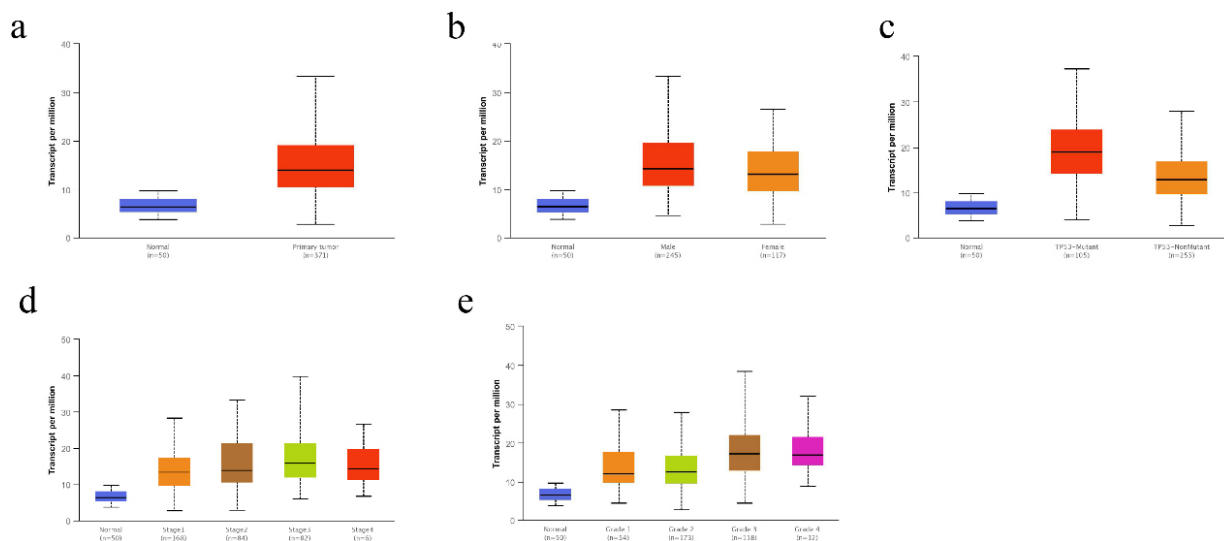 a
Transcript per million
40
30
20
10
0
Normal
(n=50)
Primary tumor
(n=371)
b
Transcript per million
40
30
20
10
0
Normal
(n=50)
Male
(n=245)
Female
(n=117)
c
Transcript per million
40
30
20
10
0
Normal
(n=50)
TP53-Mutant
(n=105)
TP53-NonMutant
(n=255)
d
Transcript per million
50
40
30
20
10
0
Normal
(n=50)
Stage1
(n=168)
Stage2
(n=84)
Stage3
(n=82)
Stage4
(n=6)
e
Transcript per million
50
40
30
20
10
0
Normal
(n=50)
Grade 1
(n=54)
Grade 2
(n=173)
Grade 3
(n=118)
Grade 4
(n=12)